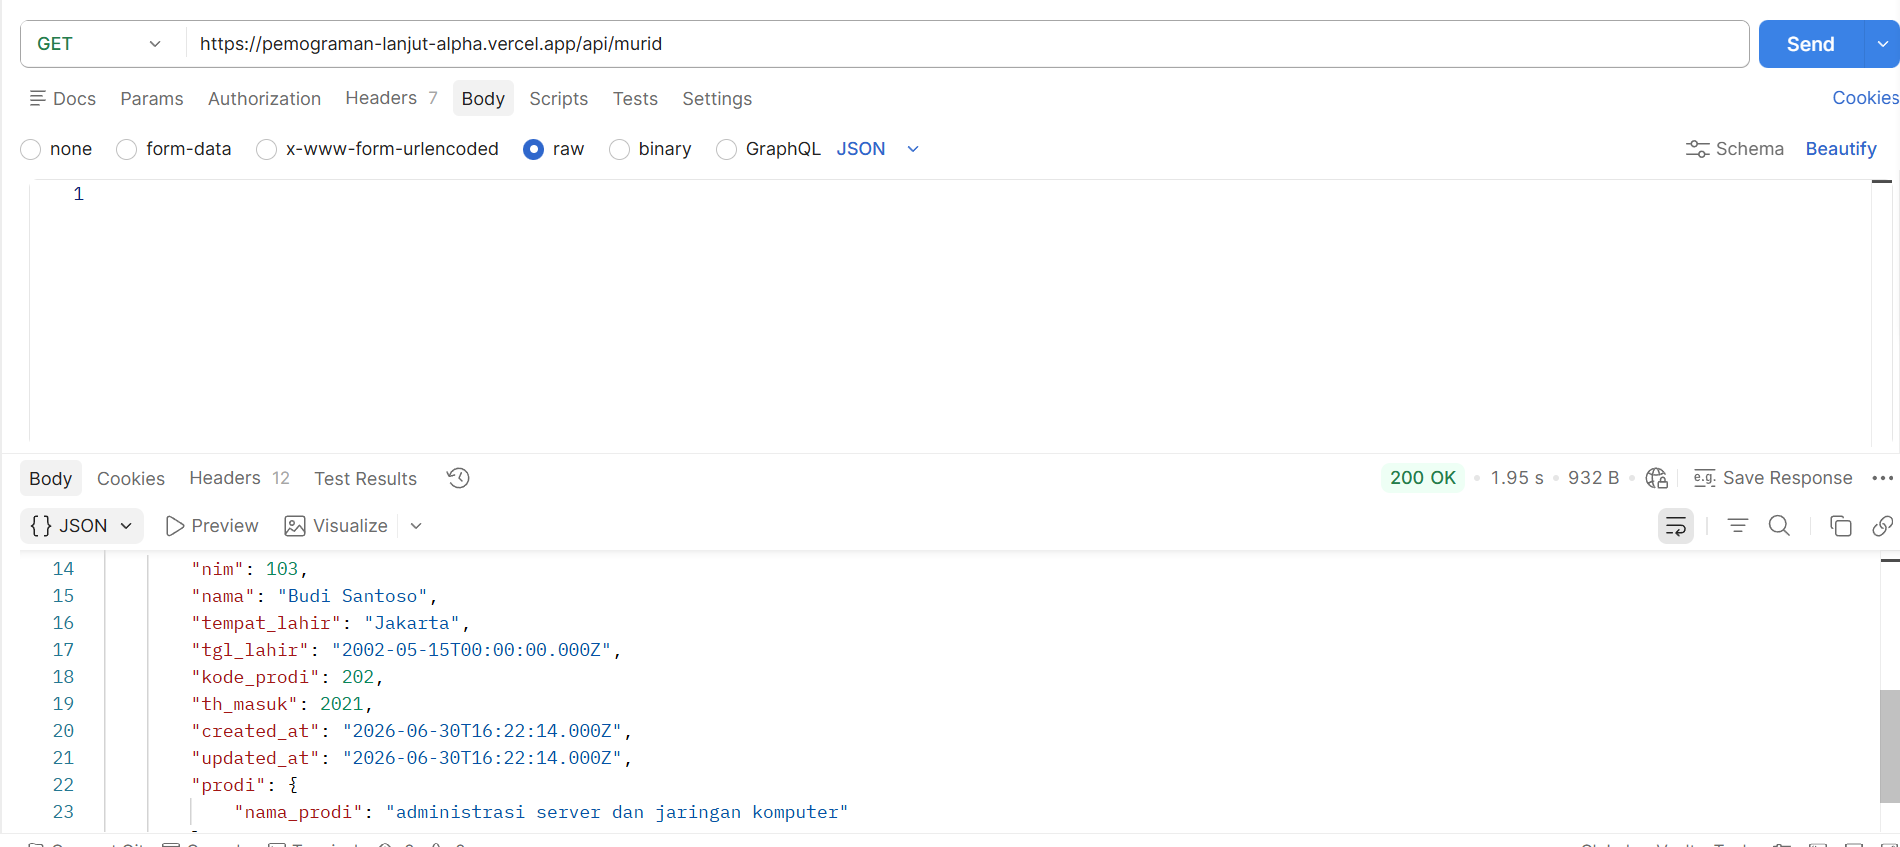 GET https://pemograman-lanjut-alpha.vercel.app/api/murid Send
Docs Params Authorization Headers 7 Body Scripts Tests Settings Cookies
none form-data x-www-form-urlencoded raw binary GraphQL JSON Schema Beautify
1
Body Cookies Headers 12 Test Results 200 OK • 1.95 s • 932 B • e.g. Save Response
{} JSON Preview Visualize
14 "nim": 103,
15 "nama": "Budi Santoso",
16 "tempat_lahir": "Jakarta",
17 "tgl_lahir": "2002-05-15T00:00:00.000Z",
18 "kode_prodi": 202,
19 "th_masuk": 2021,
20 "created_at": "2026-06-30T16:22:14.000Z",
21 "updated_at": "2026-06-30T16:22:14.000Z",
22 "prodi": {
23 "nama_prodi": "administrasi server dan jaringan komputer"